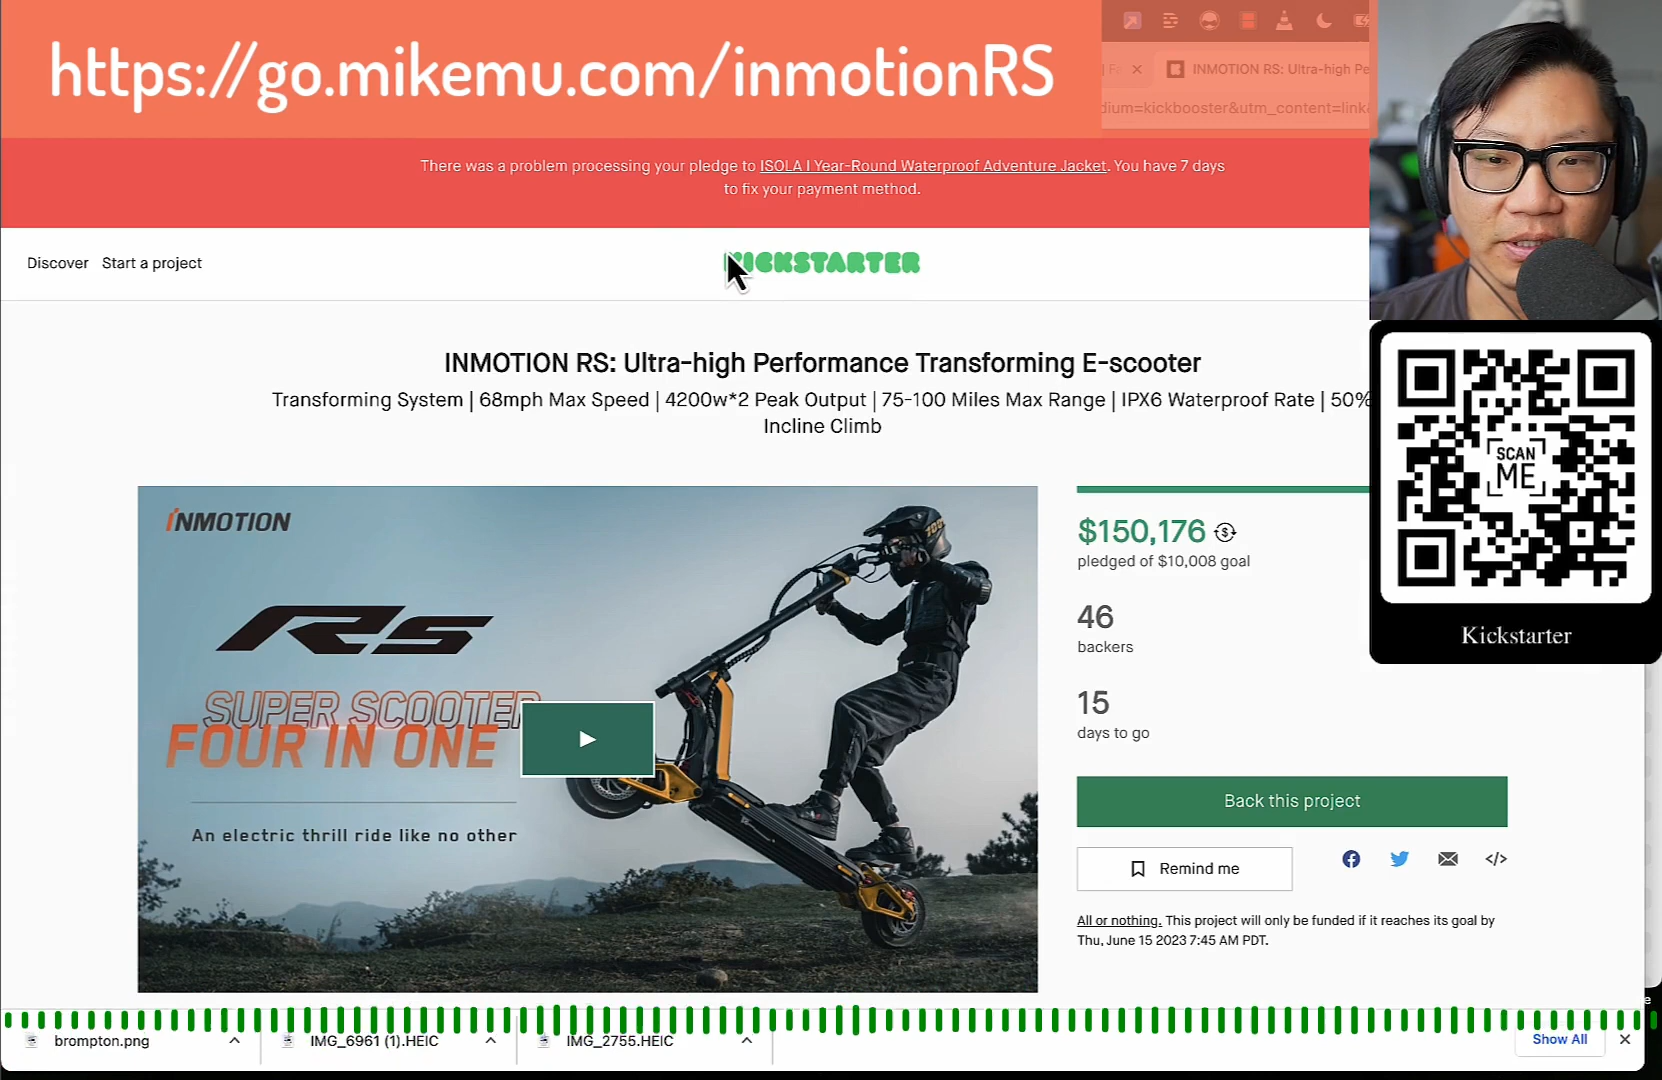 https://go.mikemu.com/inmotionRS
INMOTION RS: Ultra-high Pe
dium=kickbooster&utm_content=link&
There was a problem processing your pledge to ISOLA I Year-Round Waterproof Adventure Jacket. You have 7 days
to fix your payment method.
Discover Start a project
KICKSTARTER
INMOTION RS: Ultra-high Performance Transforming E-scooter
Transforming System | 68mph Max Speed | 4200w*2 Peak Output | 75-100 Miles Max Range | IPX6 Waterproof Rate | 50%
Incline Climb
SCAN
ME
Kickstarter
INMOTION
RS
SUPER SCOOTER
FOUR IN ONE
An electric thrill ride like no other
$150,176
pledged of $10,008 goal
46
backers
15
days to go
Back this project
Remind me
All or nothing. This project will only be funded if it reaches its goal by
Thu, June 15 2023 7:45 AM PDT.
brompton.png
IMG_6961 (1).HEIC
IMG_2755.HEIC
Show All